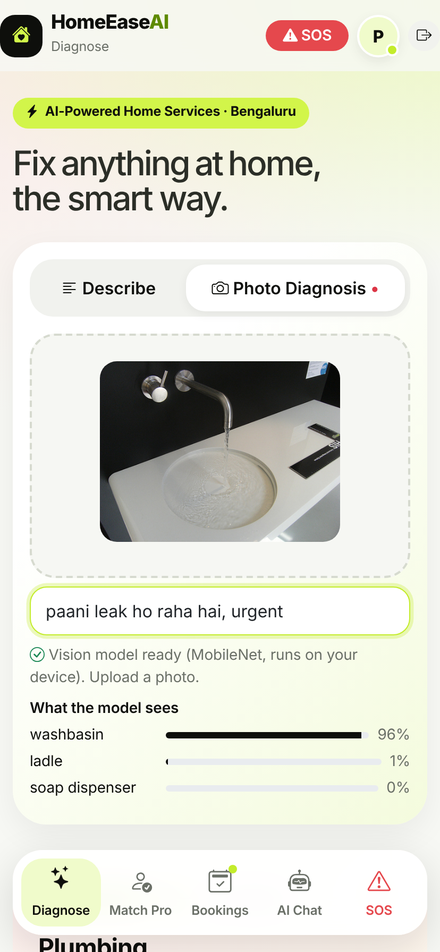 HomeEaseAI
Diagnose
SOS
P
AI-Powered Home Services · Bengaluru
Fix anything at home,
the smart way.
Describe
Photo Diagnosis
paani leak ho raha hai, urgent
Vision model ready (MobileNet, runs on your
device). Upload a photo.
What the model sees
washbasin 96%
ladle 1%
soap dispenser 0%
Diagnose
Match Pro
Bookings
AI Chat
SOS
Plumbing